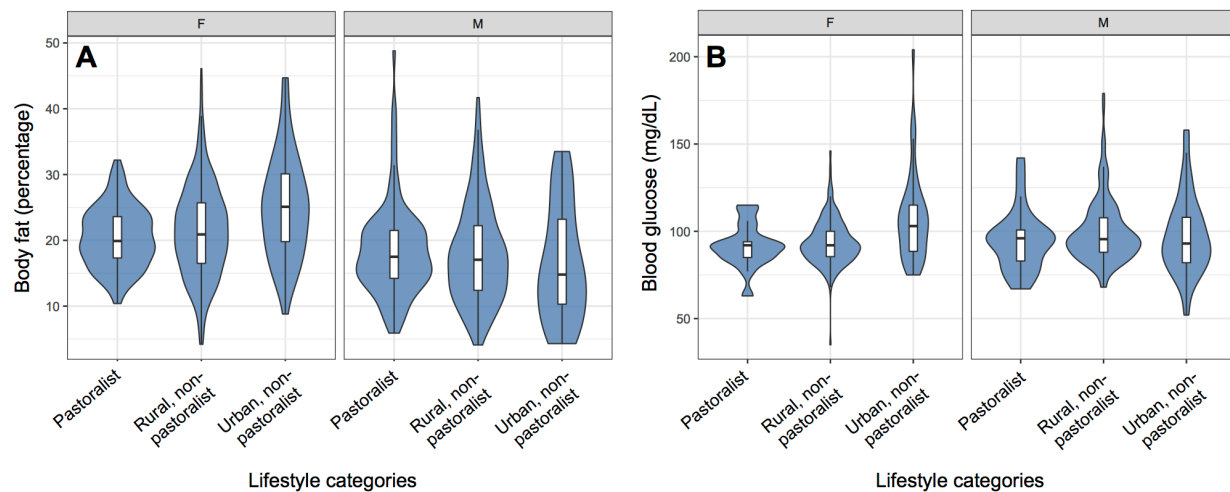 A
F
M
Body fat (percentage)
50
40
30
20
10
Pastoralist
Rural, non-
pastoralist
Urban, non-
pastoralist
Pastoralist
Rural, non-
pastoralist
Urban, non-
pastoralist
Lifestyle categories
B
F
M
Blood glucose (mg/dL)
200
150
100
50
Pastoralist
Rural, non-
pastoralist
Urban, non-
pastoralist
Pastoralist
Rural, non-
pastoralist
Urban, non-
pastoralist
Lifestyle categories